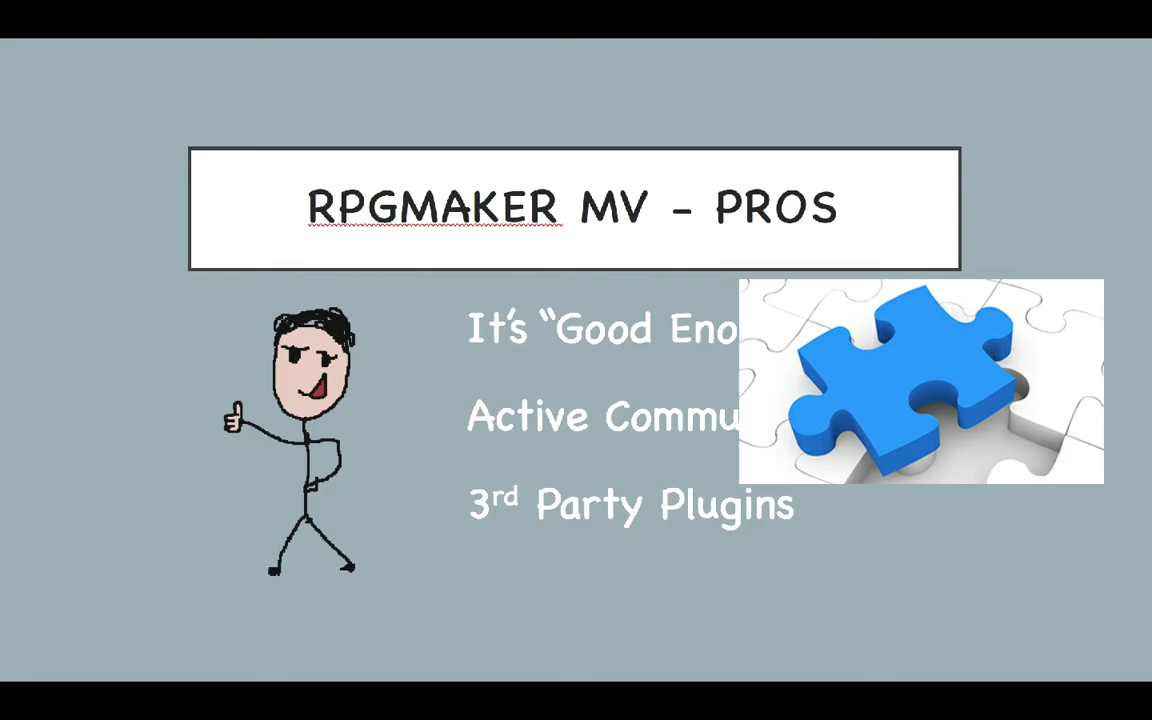 RPGMAKER MV - PROS
It's "Good Eno
Active Commu
3rd Party Plugins